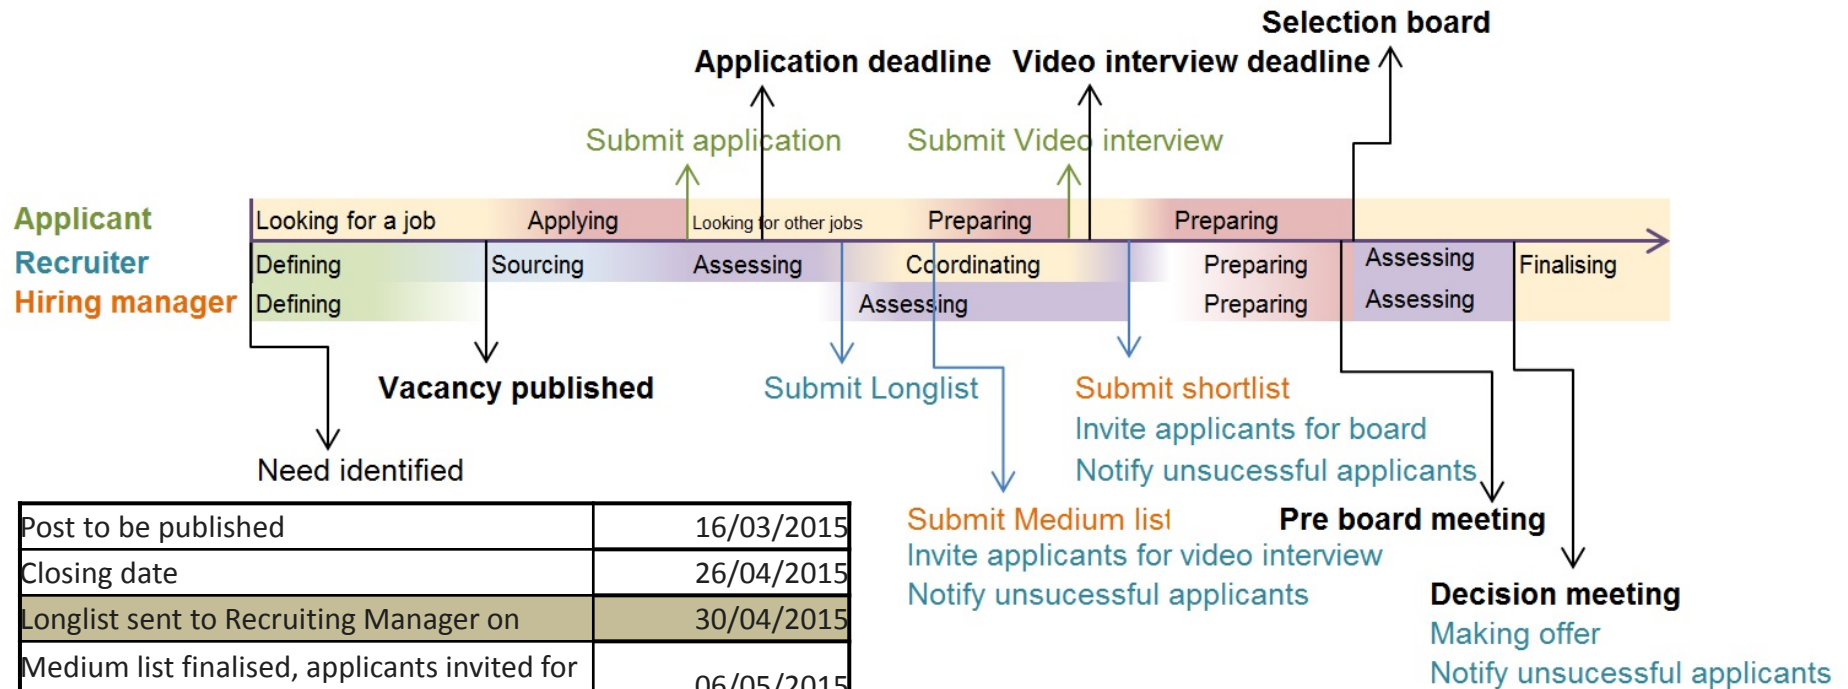 Selection board
Application deadline
Video interview deadline
Submit application
Submit Video interview
Applicant
Looking for a job
Applying
Looking for other jobs
Preparing
Preparing
Recruiter
Defining
Sourcing
Assessing
Coordinating
Preparing
Assessing
Finalising
Hiring manager
Defining
Assessing
Preparing
Assessing
Vacancy published
Submit Longlist
Submit shortlist
Invite applicants for board
Notify unsucessful applicants
Need identified
Submit Medium list
Invite applicants for video interview
Notify unsucessful applicants
Pre board meeting
Decision meeting
Making offer
Notify unsucessful applicants
Post to be published 16/03/2015
Closing date 26/04/2015
Longlist sent to Recruiting Manager on 30/04/2015
Medium list finalised, applicants invited for 06/05/2015